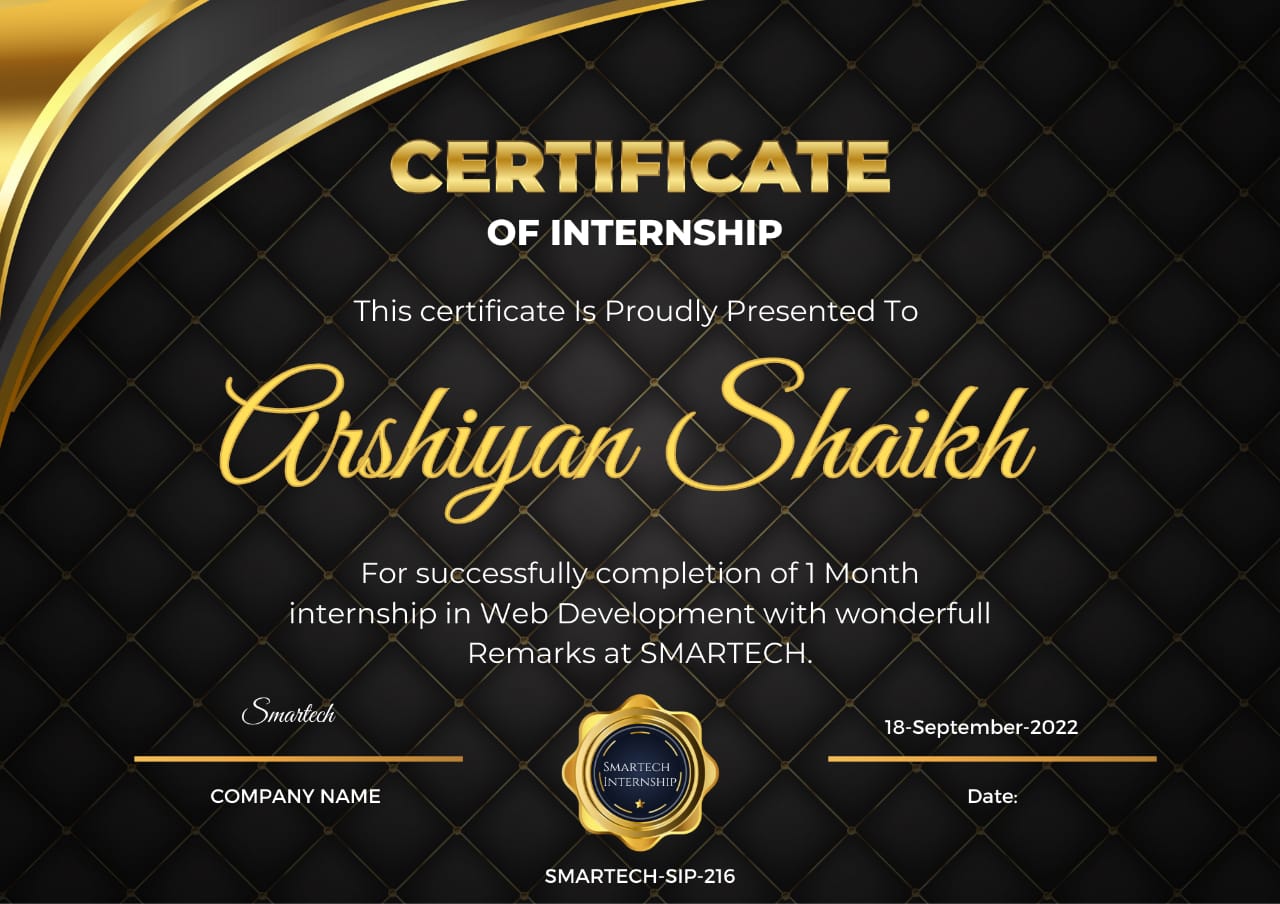 CERTIFICATE
OF INTERNSHIP
This certificate Is Proudly Presented To
Arshiyan Shaikh
For successfully completion of 1 Month
internship in Web Development with wonderfull
Remarks at SMARTECH.
Smartech
COMPANY NAME
SMARTECH
INTERNSHIP
18-September-2022
Date:
SMARTECH-SIP-216